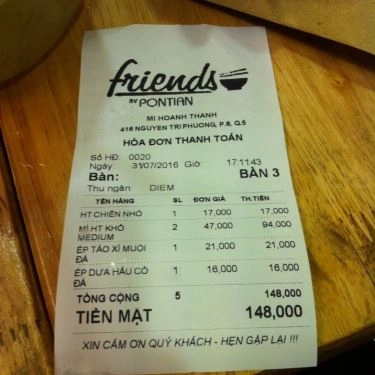 friends
BY PONTIAN
MI HOANH THANH
416 NGUYEN TRI PHUONG, P.8, Q.5
HÓA ĐƠN THANH TOÁN
Số HĐ: 0020
Ngày: 31/07/2016 Giờ: 17:11:43
Bàn: BÀN 3
Thu ngân: DIEM
TÊN HÀNG SL ĐƠN GIÁ TH.TIỀN
HT CHIÊN NHỎ 1 17,000 17,000
MÌ HT KHÔ 2 47,000 94,000
MEDIUM
ÉP TÁO XÍ MUỘI 1 21,000 21,000
ĐÁ
ÉP DƯA HẤU CÓ 1 16,000 16,000
ĐÁ
TỔNG CỘNG 5 148,000
TIỀN MẶT 148,000
XIN CẢM ƠN QUÝ KHÁCH - HẸN GẶP LẠI !!!